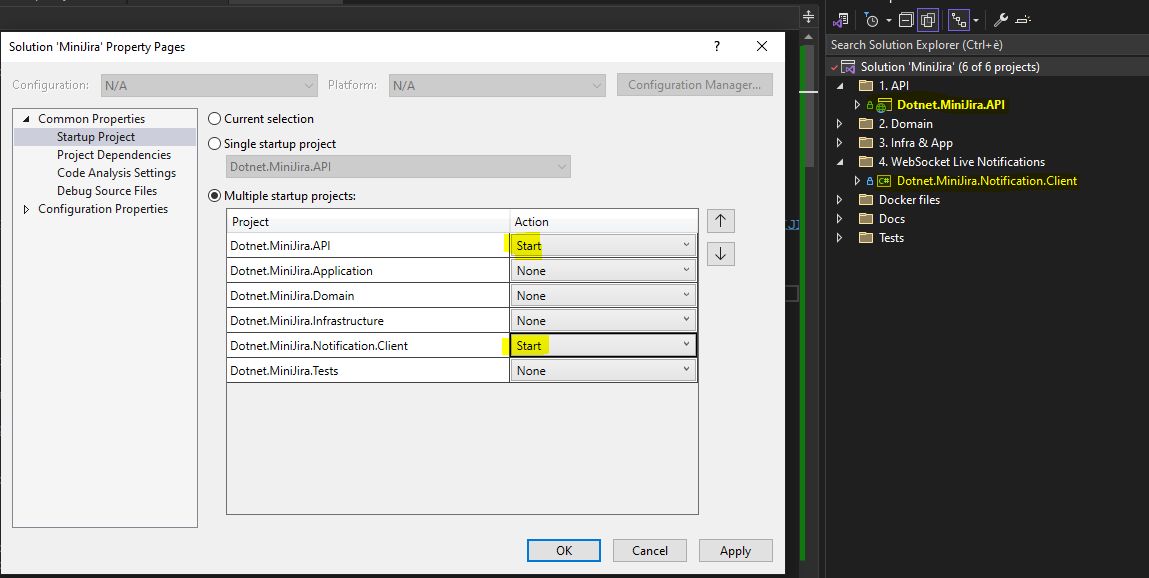 Solution 'MiniJira' Property Pages
?
Configuration:
N/A
Platform:
N/A
Configuration Manager...
Common Properties
Startup Project
Project Dependencies
Code Analysis Settings
Debug Source Files
Configuration Properties
Current selection
Single startup project
Dotnet.MiniJira.API
Multiple startup projects:
Project Action
Dotnet.MiniJira.API Start
Dotnet.MiniJira.Application None
Dotnet.MiniJira.Domain None
Dotnet.MiniJira.Infrastructure None
Dotnet.MiniJira.Notification.Client Start
Dotnet.MiniJira.Tests None
OK
Cancel
Apply
Search Solution Explorer (Ctrl+è)
Solution 'MiniJira' (6 of 6 projects)
1. API
Dotnet.MiniJira.API
2. Domain
3. Infra & App
4. WebSocket Live Notifications
C# Dotnet.MiniJira.Notification.Client
Docker files
Docs
Tests